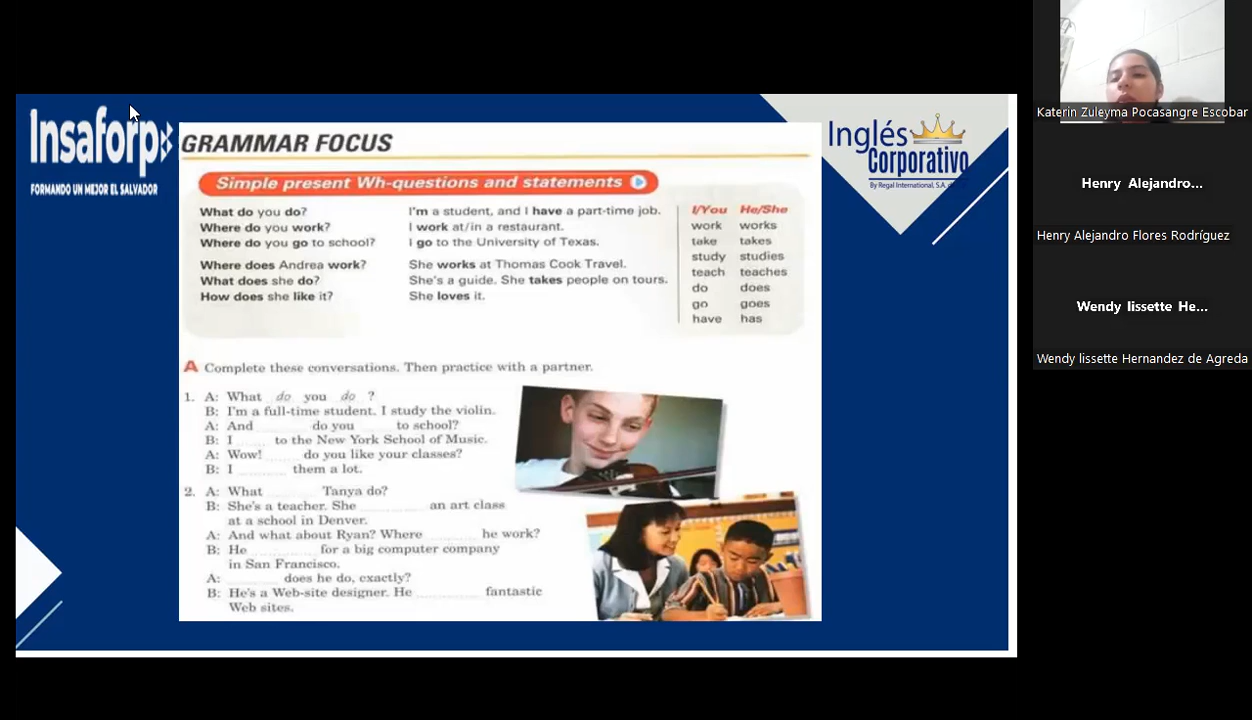 Insaforp
FORMANDO UN MEJOR EL SALVADOR
GRAMMAR FOCUS
Inglés
Corporativo
By Regal International, S.A. d
Simple present Wh-questions and statements
What do you do? I'm a student, and I have a part-time job.
Where do you work? I work at/in a restaurant.
Where do you go to school? I go to the University of Texas.
Where does Andrea work? She works at Thomas Cook Travel.
What does she do? She's a guide. She takes people on tours.
How does she like it? She loves it.
I/You He/She
work works
take takes
study studies
teach teaches
do does
go goes
have has
A Complete these conversations. Then practice with a partner.
1. A: What do you do ?
B: I'm a full-time student. I study the violin.
A: And ........ do you ........ to school?
B: I ........ to the New York School of Music.
A: Wow! ........ do you like your classes?
B: I ........ them a lot.
2. A: What ........ Tanya do?
B: She's a teacher. She ........ an art class
at a school in Denver.
A: And what about Ryan? Where ........ he work?
B: He ........ for a big computer company
in San Francisco.
A: ........ does he do, exactly?
B: He's a Web-site designer. He ........ fantastic
Web sites.
Katerin Zuleyma Pocasangre Escobar
Henry Alejandro...
Henry Alejandro Flores Rodríguez
Wendy lissette He...
Wendy lissette Hernandez de Agreda